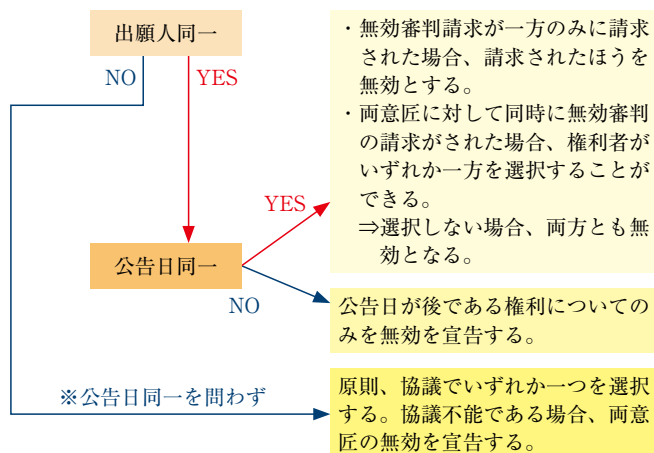 出願人同一
NO
YES
・無効審判請求が一方のみに請求
された場合、請求されたほうを
無効とする。
・両意匠に対して同時に無効審判
の請求がされた場合、権利者が
いずれか一方を選択することが
できる。
⇒選択しない場合、両方とも無
効となる。
YES
公告日同一
NO
公告日が後である権利についての
みを無効を宣告する。
※公告日同一を問わず
原則、協議でいずれか一つを選択
する。協議不能である場合、両意
匠の無効を宣告する。